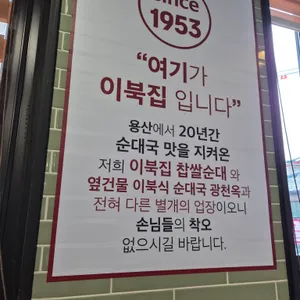 since
1953
“여기가
이북집 입니다”
용산에서 20년간
순대국 맛을 지켜온
저희 이북집 찹쌀순대 와
옆건물 이북식 순대국 광천옥과
전혀 다른 별개의 업장이오니
손님들의 착오
없으시길 바랍니다.